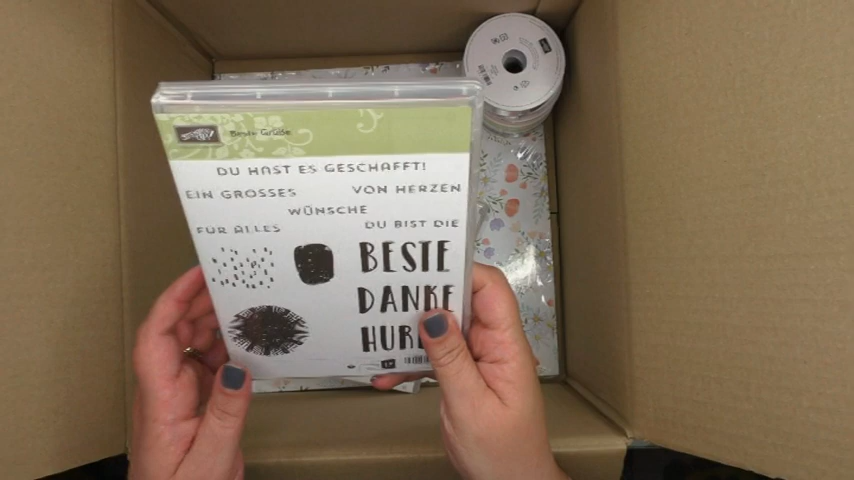 Beste Grüße
DU HAST ES GESCHAFFT!
EIN GROSSES
VON HERZEN
WÜNSCHE
FÜR ALLES
DU BIST DIE
BESTE
DANKE